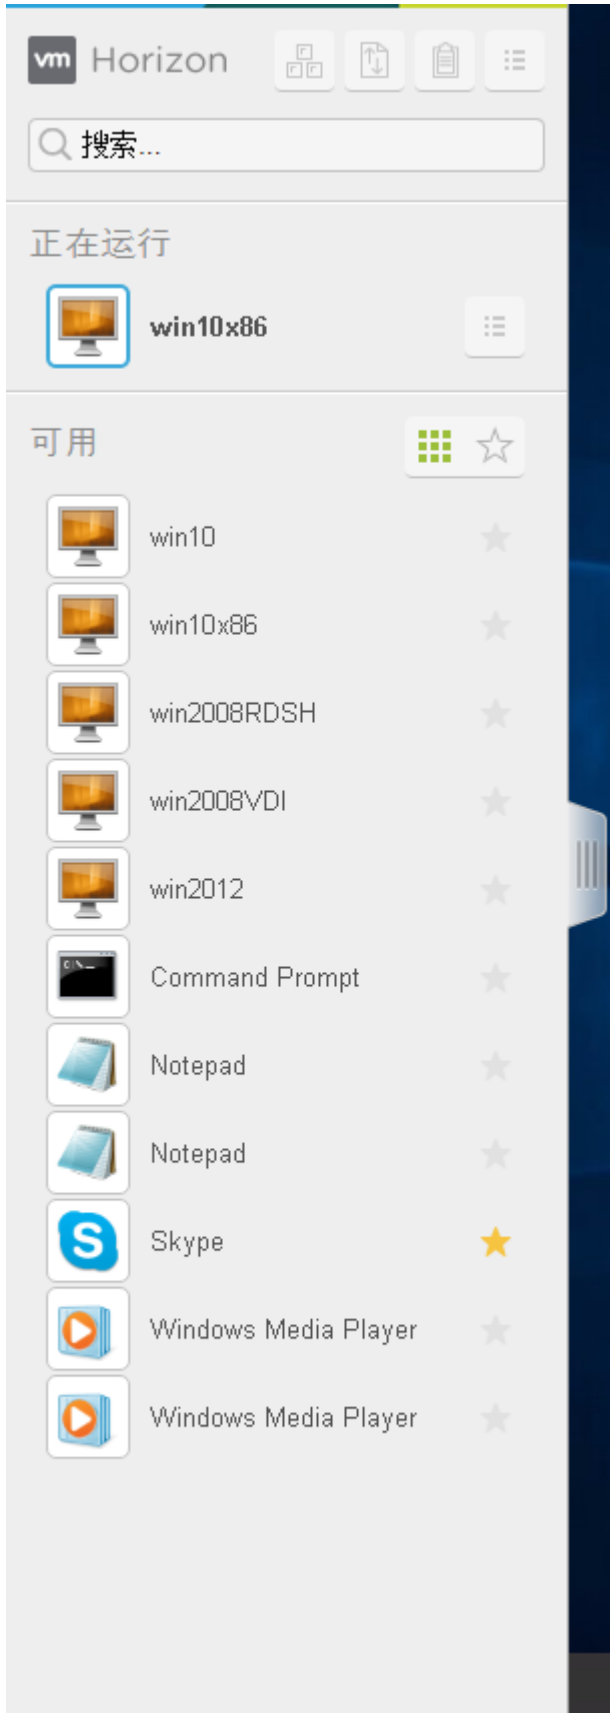 vm Horizon
搜索...
正在运行
win10x86
可用
win10
win10x86
win2008RDSH
win2008VDI
win2012
C:\._
Command Prompt
Notepad
Notepad
S
Skype
Windows Media Player
Windows Media Player